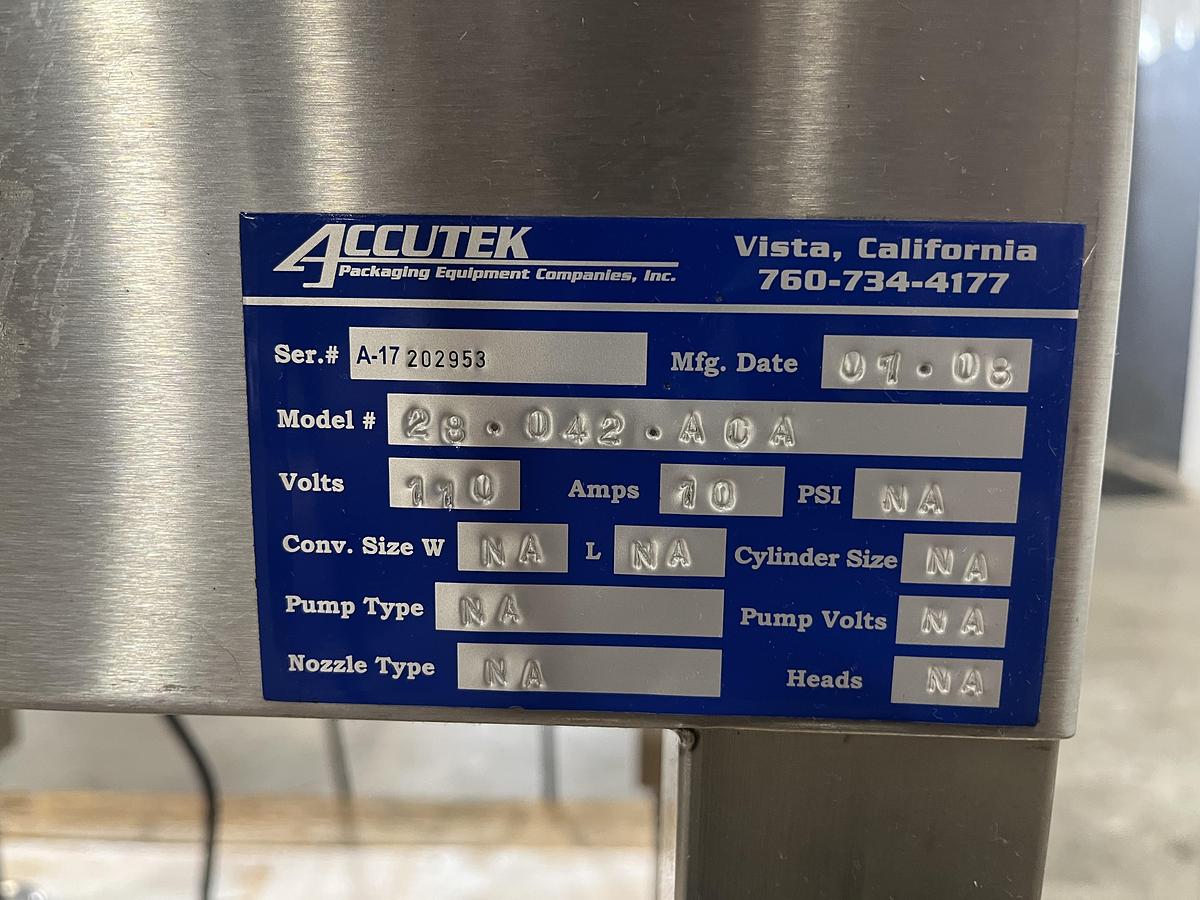 ACCUTEK
Packaging Equipment Companies, Inc.
Vista, California
760-734-4177
Ser.# A-17 202953 Mfg. Date 01·08
Model # 28·042·ACA
Volts 110 Amps 10 PSI NA
Conv. Size W NA L NA Cylinder Size NA
Pump Type NA Pump Volts NA
Nozzle Type NA Heads NA